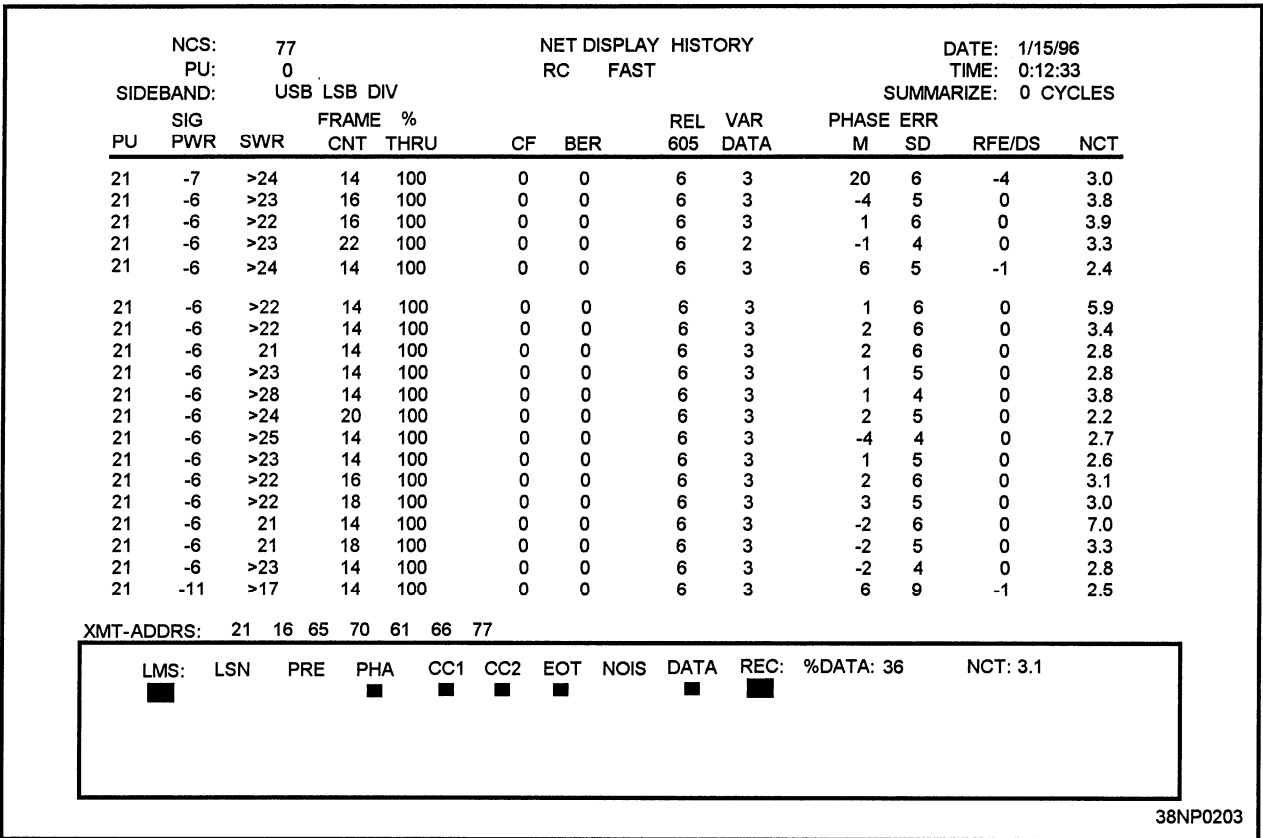 NCS: 77 NET DISPLAY HISTORY DATE: 1/15/96
PU: 0 RC FAST TIME: 0:12:33
SIDEBAND: USB LSB DIV SUMMARIZE: 0 CYCLES
SIG FRAME % REL VAR PHASE ERR
PU PWR SWR CNT THRU CF BER 605 DATA M SD RFE/DS NCT
21 -7 >24 14 100 0 0 6 3 20 6 -4 3.0
21 -6 >23 16 100 0 0 6 3 -4 5 0 3.8
21 -6 >22 16 100 0 0 6 3 1 6 0 3.9
21 -6 >23 22 100 0 0 6 2 -1 4 0 3.3
21 -6 >24 14 100 0 0 6 3 6 5 -1 2.4
21 -6 >22 14 100 0 0 6 3 1 6 0 5.9
21 -6 >22 14 100 0 0 6 3 2 6 0 3.4
21 -6 21 14 100 0 0 6 3 2 6 0 2.8
21 -6 >23 14 100 0 0 6 3 1 5 0 2.8
21 -6 >28 14 100 0 0 6 3 1 4 0 3.8
21 -6 >24 20 100 0 0 6 3 2 5 0 2.2
21 -6 >25 14 100 0 0 6 3 -4 4 0 2.7
21 -6 >23 14 100 0 0 6 3 1 5 0 2.6
21 -6 >22 16 100 0 0 6 3 2 6 0 3.1
21 -6 >22 18 100 0 0 6 3 3 5 0 3.0
21 -6 21 14 100 0 0 6 3 -2 6 0 7.0
21 -6 21 18 100 0 0 6 3 -2 5 0 3.3
21 -6 >23 14 100 0 0 6 3 -2 4 0 2.8
21 -11 >17 14 100 0 0 6 3 6 9 -1 2.5
XMT-ADDRS: 21 16 65 70 61 66 77
LMS: LSN PRE PHA CC1 CC2 EOT NOIS DATA REC: %DATA: 36 NCT: 3.1
38NP0203